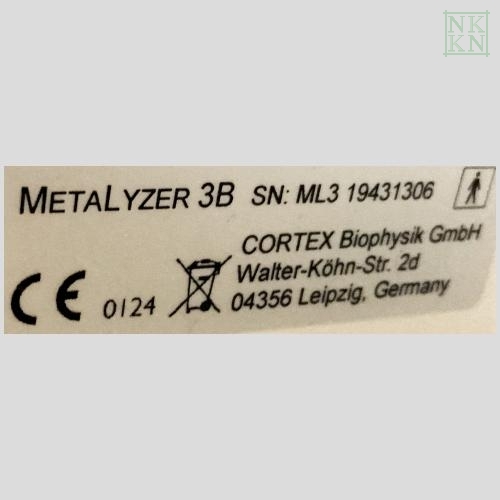 NK
KN
METALYZER 3B SN: ML3 19431306
CORTEX Biophysik GmbH
Walter-Köhn-Str. 2d
CE 0124 04356 Leipzig, Germany